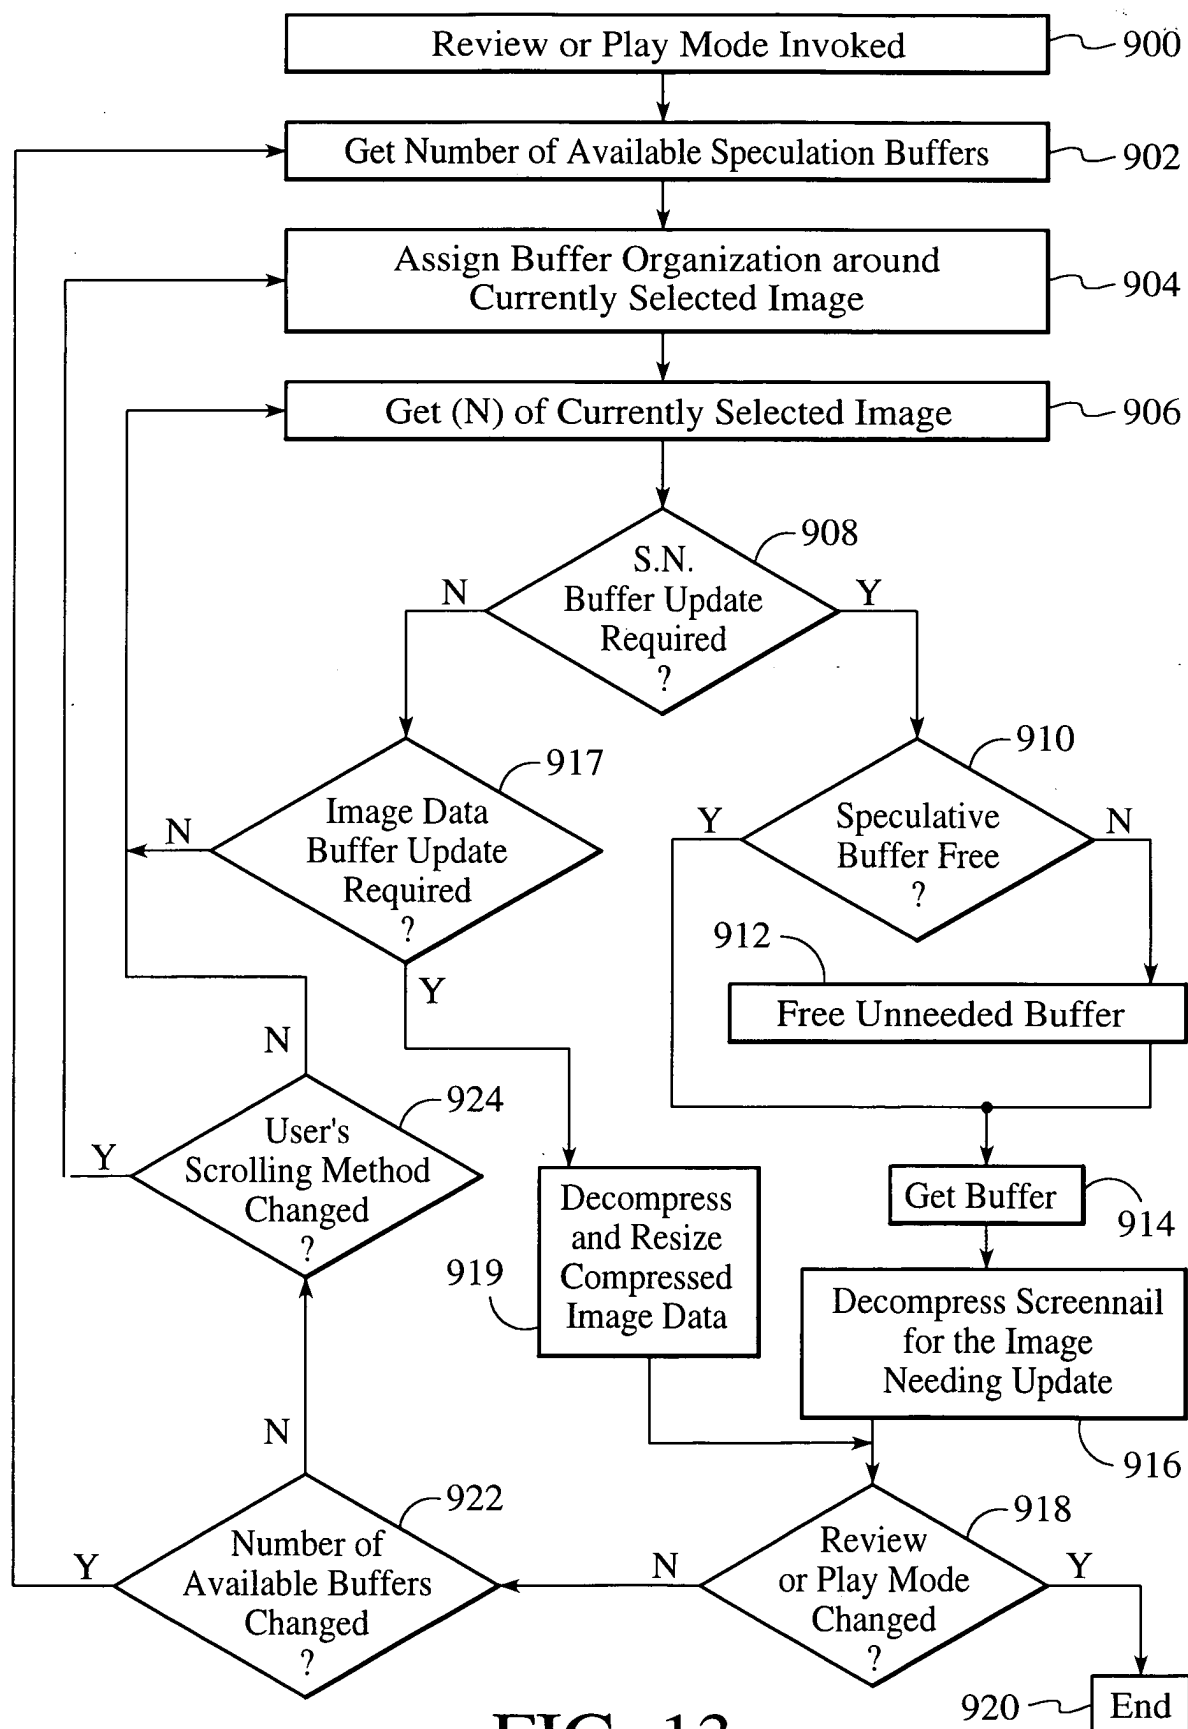 Review or Play Mode Invoked
900
Get Number of Available Speculation Buffers
902
Assign Buffer Organization around
Currently Selected Image
904
Get (N) of Currently Selected Image
906
S.N.
Buffer Update
Required
?
908
N
Y
Image Data
Buffer Update
Required
?
917
N
Y
Speculative
Buffer Free
?
910
Y
N
912
Free Unneeded Buffer
User's
Scrolling Method
Changed
?
924
N
Y
Decompress
and Resize
Compressed
Image Data
919
Get Buffer
914
Decompress Screennail
for the Image
Needing Update
916
Number of
Available Buffers
Changed
?
922
N
Y
Review
or Play Mode
Changed
?
918
N
Y
920
End
FIG. 13